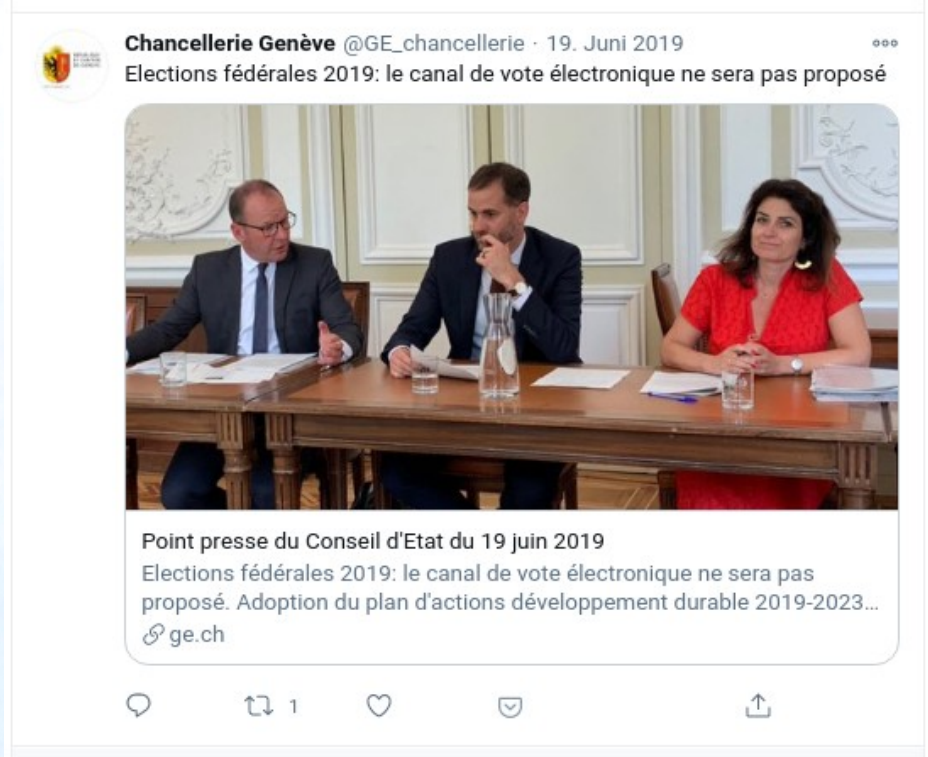 Chancellerie Genève @GE_chancellerie · 19. Juni 2019
Elections fédérales 2019: le canal de vote électronique ne sera pas proposé
Point presse du Conseil d'Etat du 19 juin 2019
Elections fédérales 2019: le canal de vote électronique ne sera pas
proposé. Adoption du plan d'actions développement durable 2019-2023...
ge.ch
1